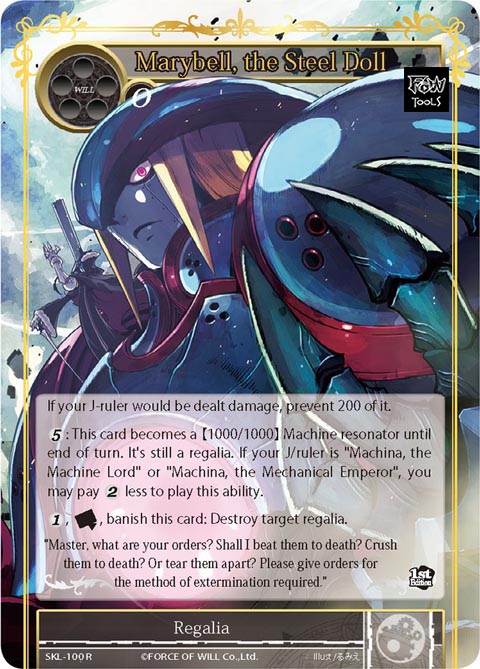 Marybell, the Steel Doll
WILL
0
FOW
TOOLS
If your J-ruler would be dealt damage, prevent 200 of it.
5 : This card becomes a 【1000/1000】 Machine resonator until
end of turn. It's still a regalia. If your J/ruler is "Machina, the
Machine Lord" or "Machina, the Mechanical Emperor", you
may pay 2 less to play this ability.
1 , , banish this card: Destroy target regalia.
"Master, what are your orders? Shall I beat them to death? Crush
them to death? Or tear them apart? Please give orders for
the method of extermination required."
1st
Edition
Regalia
SKL-100 R ©FORCE OF WILL Co.,Ltd. Illust/るみえ